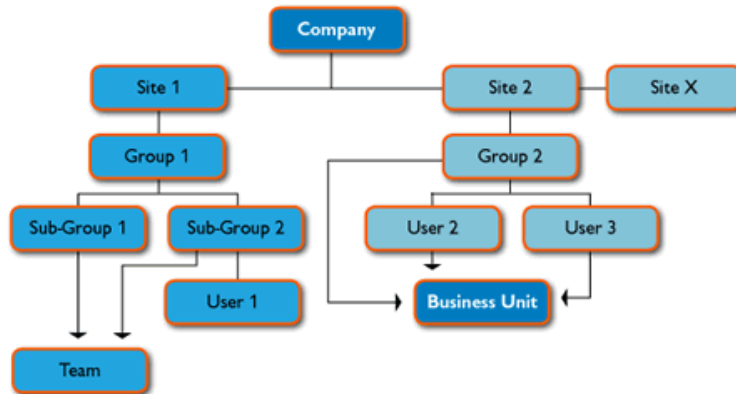 Company
Site 1
Site 2
Site X
Group 1
Group 2
Sub-Group 1
Sub-Group 2
User 2
User 3
User 1
Business Unit
Team